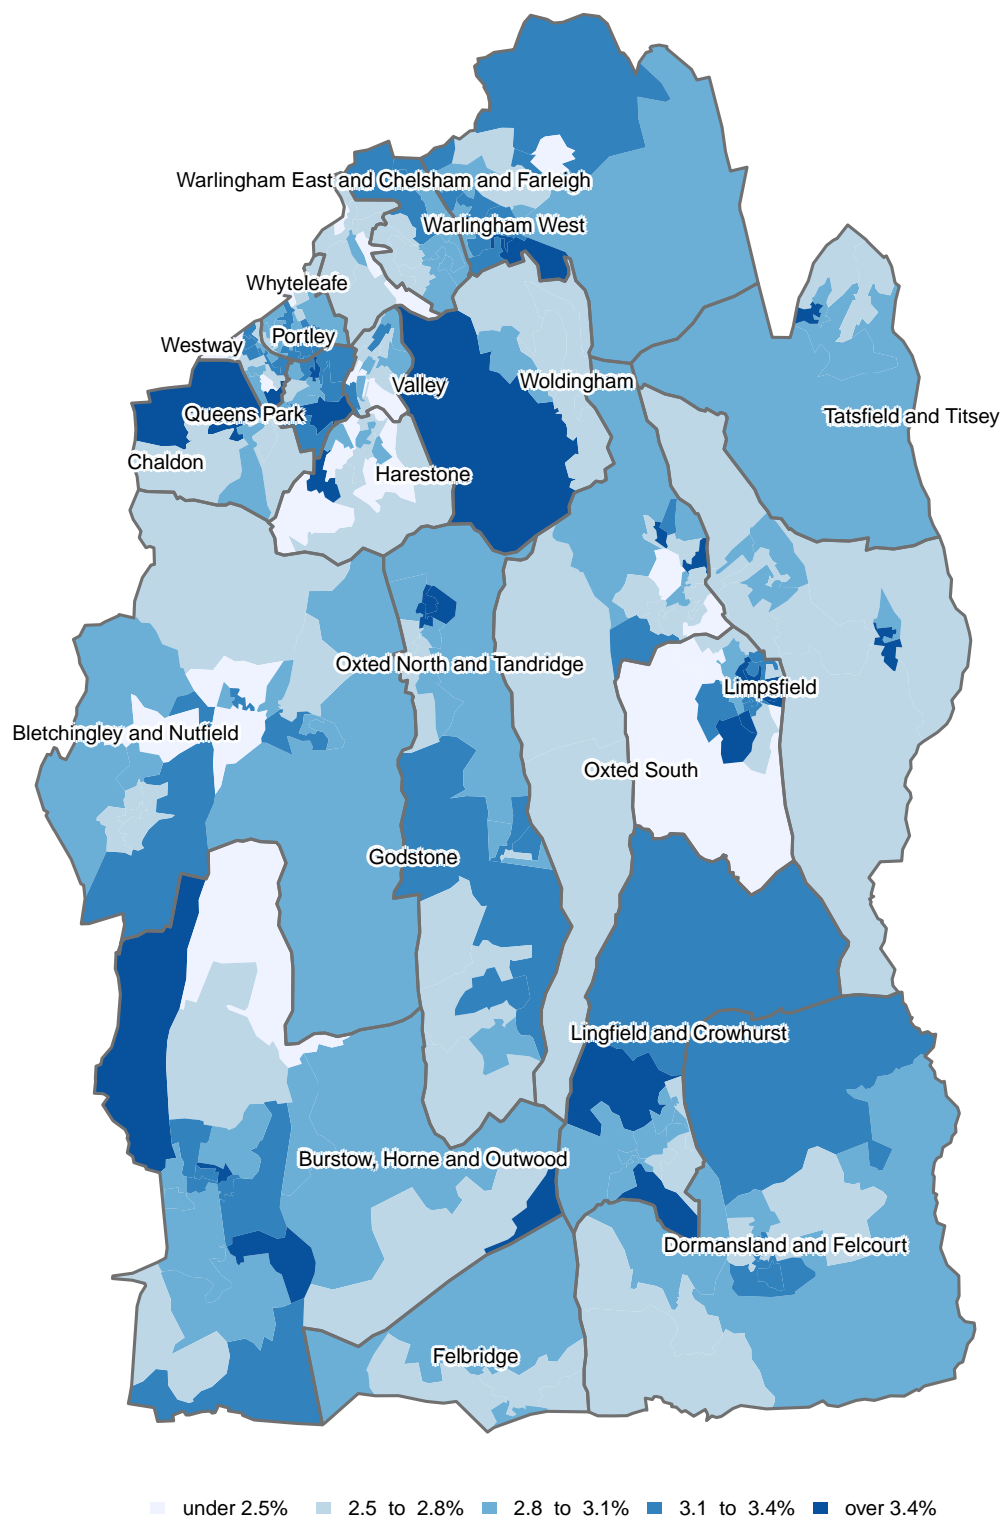 Warlingham East and Chelsham and Farleigh
Warlingham West
Whyteleafe
Portley
Westway
Valley
Woldingham
Queens Park
Tatsfield and Titsey
Chaldon
Harestone
Oxted North and Tandridge
Limpsfield
Bletchingley and Nutfield
Oxted South
Godstone
Lingfield and Crowhurst
Burstow, Horne and Outwood
Dormansland and Felcourt
Felbridge
under 2.5% 2.5 to 2.8% 2.8 to 3.1% 3.1 to 3.4% over 3.4%